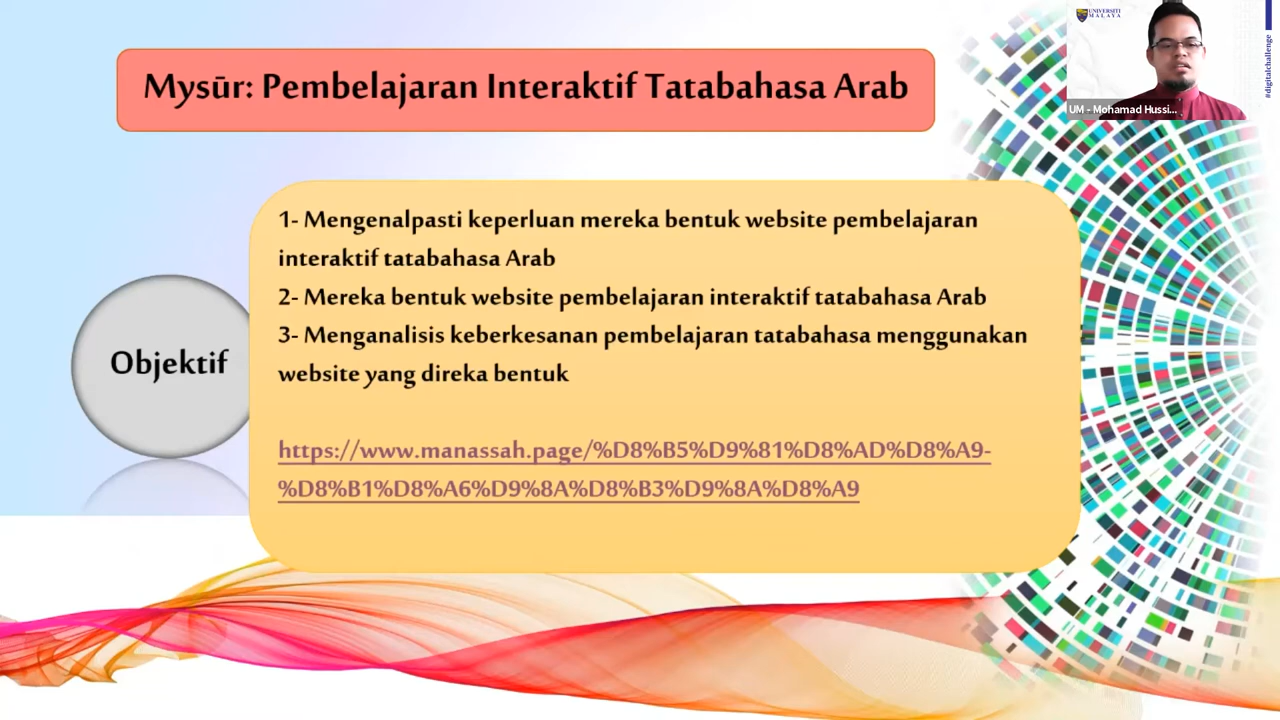 Mysūr: Pembelajaran Interaktif Tatabahasa Arab
UNIVERSITI
MALAYA
#digitalchallenge
UM - Mohamad Hussi...
Objektif
1- Mengenalpasti keperluan mereka bentuk website pembelajaran
interaktif tatabahasa Arab
2- Mereka bentuk website pembelajaran interaktif tatabahasa Arab
3- Menganalisis keberkesanan pembelajaran tatabahasa menggunakan
website yang direka bentuk
https://www.manassah.page/%D8%B5%D9%81%D8%AD%D8%A9-
%D8%B1%D8%A6%D9%8A%D8%B3%D9%8A%D8%A9